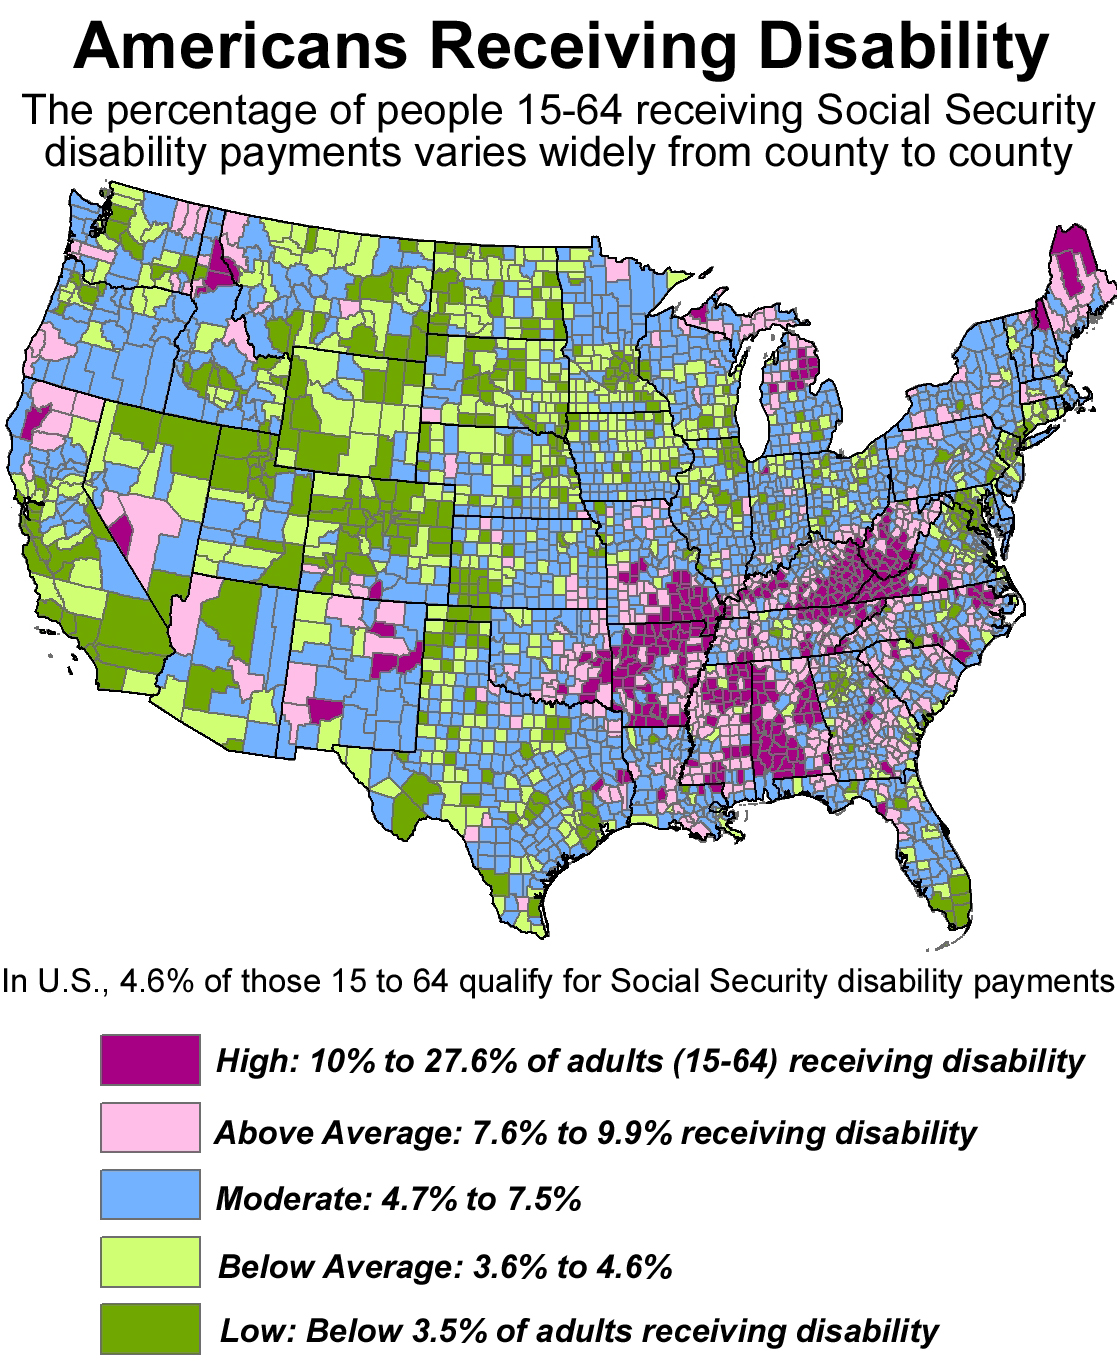 Americans Receiving Disability
The percentage of people 15-64 receiving Social Security
disability payments varies widely from county to county
In U.S., 4.6% of those 15 to 64 qualify for Social Security disability payments
High: 10% to 27.6% of adults (15-64) receiving disability
Above Average: 7.6% to 9.9% receiving disability
Moderate: 4.7% to 7.5%
Below Average: 3.6% to 4.6%
Low: Below 3.5% of adults receiving disability